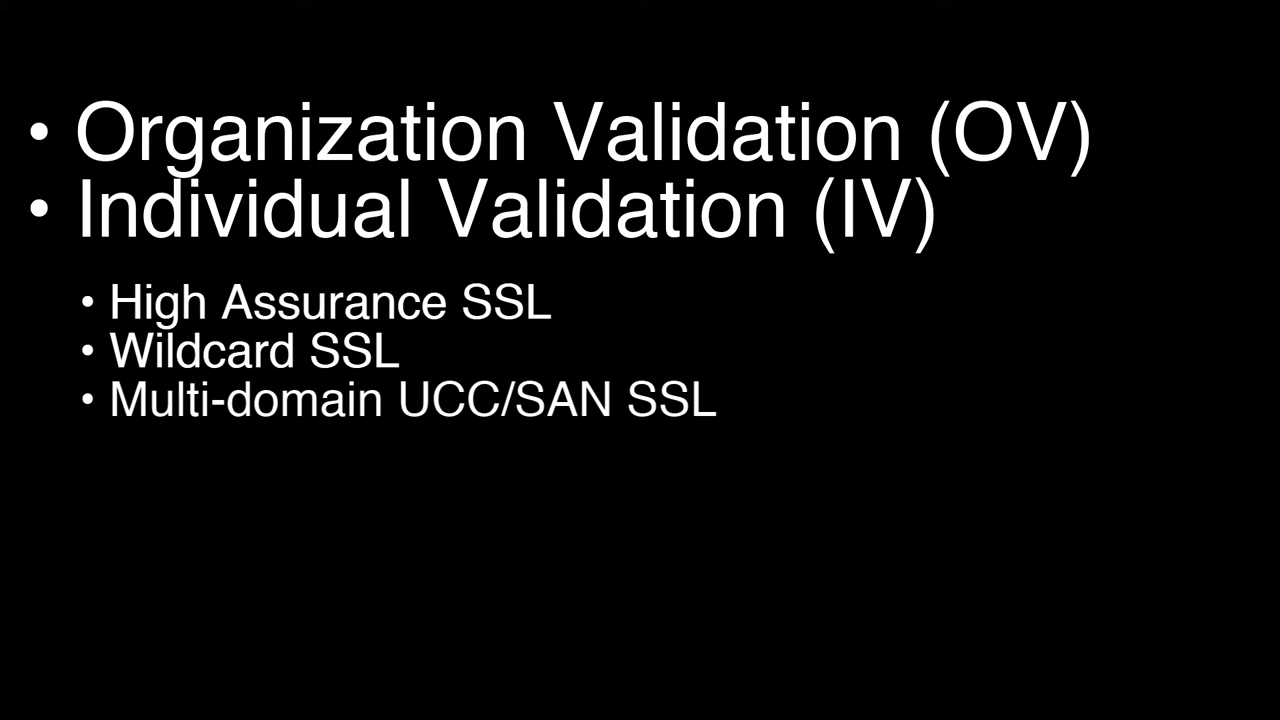 • Organization Validation (OV)
• Individual Validation (IV)
• High Assurance SSL
• Wildcard SSL
• Multi-domain UCC/SAN SSL